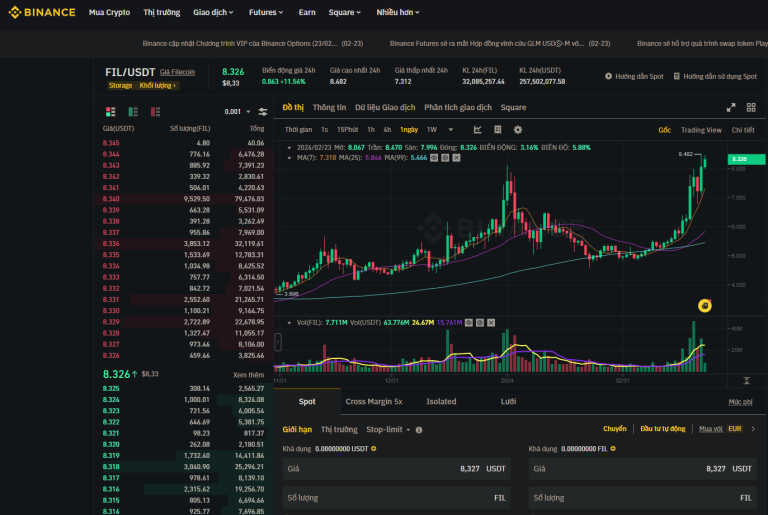 BINANCE Mua Crypto Thị trường Giao dịch Futures Earn Square Nhiều hơn
Binance cập nhật Chương trình VIP của Binance Options (23/02... (02-23) Binance Futures sẽ ra mắt Hợp đồng vĩnh cửu GLM USDⓈ-M vớ... (02-23) Binance sẽ hỗ trợ quá trình swap token Play
FIL/USDT Giá Filecoin 8.326 Biến động giá 24h Giá cao nhất 24h Giá thấp nhất 24h KL 24h(FIL) KL 24h(USDT) Hướng dẫn Spot Hướng dẫn sử dụng Spot
Storage Khối lượng $8,33 0.863 +11.56% 8.482 7.312 32,085,257.44 257,502,077.58
0.001
Giá(USDT) Số lượng(FIL) Tổng
8.345 4.80 40.06
8.344 776.16 6,476.28
8.343 885.92 7,391.23
8.342 339.32 2,830.61
8.341 506.01 4,220.63
8.340 9,529.50 79,476.03
8.339 663.28 5,531.09
8.338 391.28 3,262.49
8.337 955.86 7,969.00
8.336 3,853.12 32,119.61
8.335 1,533.69 12,783.31
8.334 1,034.98 8,625.52
8.333 757.77 6,314.50
8.332 842.72 7,021.54
8.331 2,552.60 21,265.71
8.330 1,100.21 9,164.75
8.329 2,722.89 22,678.95
8.328 1,327.47 11,055.17
8.327 973.46 8,106.00
8.326 459.46 3,825.46
8.326↑ $8,33 Xem thêm
8.325 308.14 2,565.27
8.324 1,000.01 8,324.08
8.323 721.56 6,005.54
8.322 646.69 5,381.75
8.321 98.23 817.37
8.320 262.08 2,180.51
8.319 1,732.40 14,411.84
8.318 3,040.90 25,294.21
8.317 978.61 8,139.10
8.316 2,315.62 19,256.70
8.315 805.13 6,694.66
8.314 925.77 7,696.85
Đồ thị Thông tin Dữ liệu Giao dịch Phân tích giao dịch Square
Thời gian 1s 15Phút 1h 4h 1ngày 1W Gốc Trading View Chi tiết
2024/02/23 Mở: 8.067 Trần: 8.470 Sàn: 7.996 Đóng: 8.326 BIẾN ĐỘNG: 3.16% BIÊN ĐỘ: 5.88%
MA(7): 7.318 MA(25): 5.846 MA(99): 5.466
8.482
8.320
8.000
7.000
BINANCE
6.000
5.000
4.000
3.696
Vol(FIL): 7.711M Vol(USDT) 63.776M 24.67M 15.761M
40M
20M
11/01 12/01 2024 02/01
Spot Cross Margin 5x Isolated Lưới Mức phí
Giới hạn Thị trường Stop-limit Chuyển Đầu tư tự động Mua với EUR
Khả dụng 0.00000000 USDT Khả dụng 0.00000000 FIL
Giá 8,327 USDT Giá 8,327 USDT
Số lượng FIL Số lượng FIL